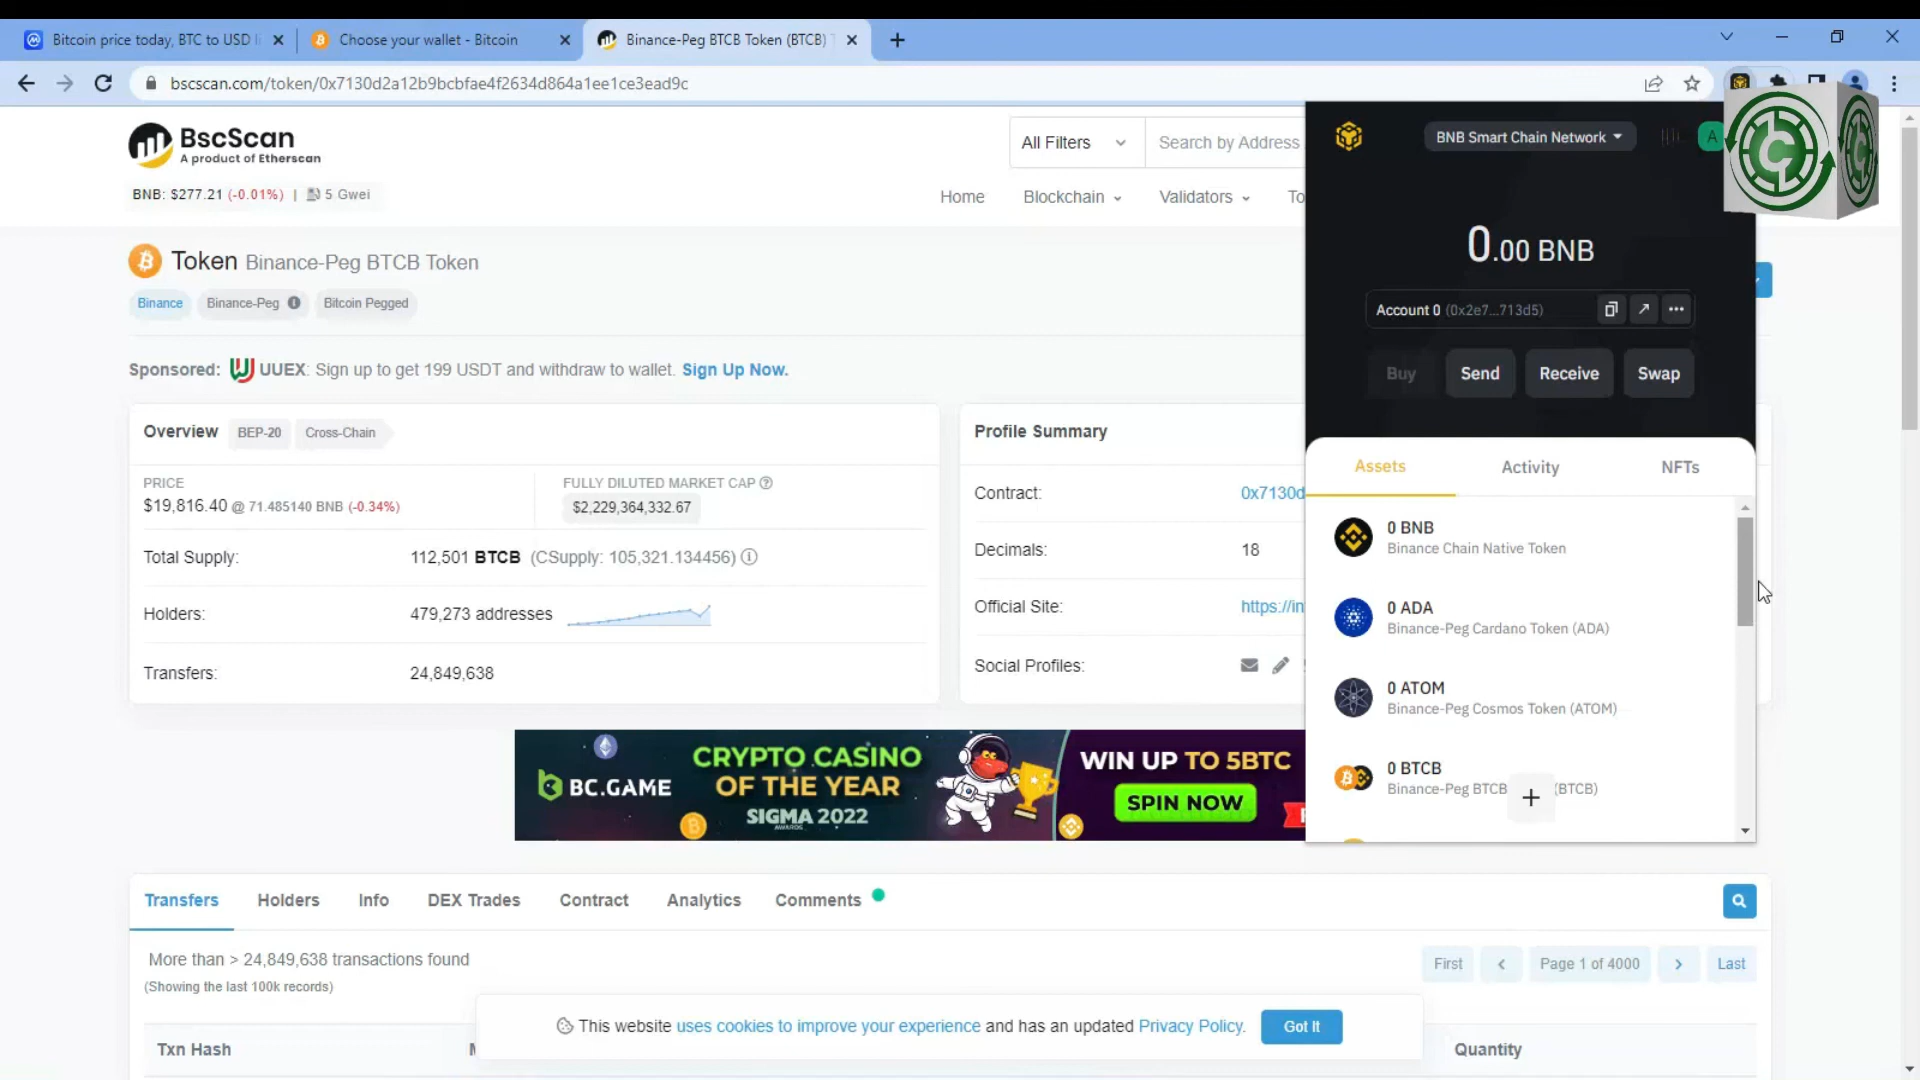 Bitcoin price today, BTC to USD li
Choose your wallet - Bitcoin
Binance-Peg BTCB Token (BTCB) T
bscscan.com/token/0x7130d2a12b9bcbfae4f2634d864a1ee1ce3ead9c
BscScan
A product of Etherscan
BNB: $277.21 (-0.01%) | 5 Gwei
All Filters
Search by Address
Home
Blockchain
Validators
To
Token Binance-Peg BTCB Token
Binance
Binance-Peg
Bitcoin Pegged
Sponsored: UUEX: Sign up to get 199 USDT and withdraw to wallet. Sign Up Now.
Overview BEP-20 Cross-Chain
PRICE
$19,816.40 @ 71.485140 BNB (-0.34%)
FULLY DILUTED MARKET CAP
$2,229,364,332.67
Total Supply: 112,501 BTCB (CSupply: 105,321.134456)
Holders: 479,273 addresses
Transfers: 24,849,638
Profile Summary
Contract: 0x7130d
Decimals: 18
Official Site: https://in
Social Profiles:
BNB Smart Chain Network
A
0.00 BNB
Account 0 (0x2e7...713d5)
Buy
Send
Receive
Swap
Assets
Activity
NFTs
0 BNB
Binance Chain Native Token
0 ADA
Binance-Peg Cardano Token (ADA)
0 ATOM
Binance-Peg Cosmos Token (ATOM)
0 BTCB
Binance-Peg BTCB (BTCB)
BC.GAME
CRYPTO CASINO
OF THE YEAR
SIGMA 2022
AWARDS
WIN UP TO 5BTC
SPIN NOW
Transfers
Holders
Info
DEX Trades
Contract
Analytics
Comments
More than > 24,849,638 transactions found
(Showing the last 100k records)
First
Page 1 of 4000
Last
This website uses cookies to improve your experience and has an updated Privacy Policy.
Got It
Txn Hash
Quantity